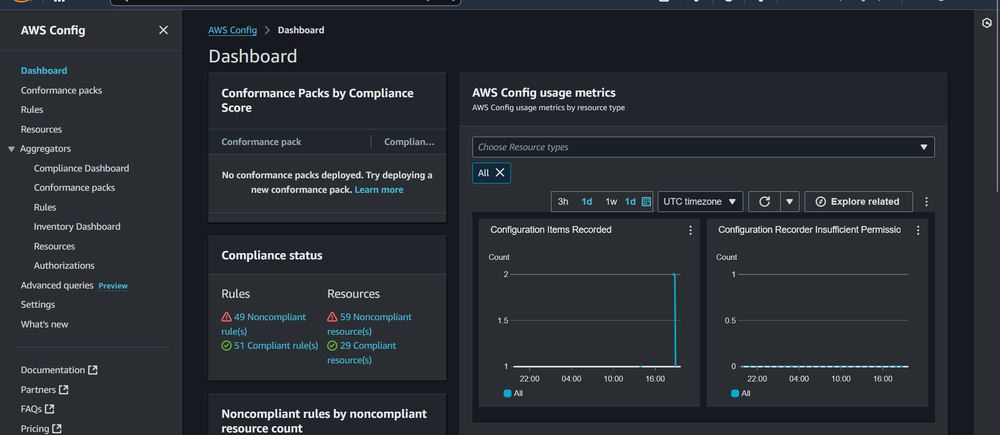 AWS Config
Dashboard
Conformance packs
Rules
Resources
Aggregators
Compliance Dashboard
Conformance packs
Rules
Inventory Dashboard
Resources
Authorizations
Advanced queries Preview
Settings
What's new
Documentation
Partners
FAQs
Pricing
AWS Config > Dashboard
Dashboard
Conformance Packs by Compliance
Score
Conformance pack Complian...
No conformance packs deployed. Try deploying a
new conformance pack. Learn more
Compliance status
Rules
49 Noncompliant
rule(s)
51 Compliant rule(s)
Resources
59 Noncompliant
resource(s)
29 Compliant
resource(s)
Noncompliant rules by noncompliant
resource count
AWS Config usage metrics
AWS Config usage metrics by resource type
Choose Resource types
All
3h 1d 1w 1d UTC timezone Explore related
Configuration Items Recorded
Count
2
1.5
1
22:00 04:00 10:00 16:00
All
Configuration Recorder Insufficient Permissio
Count
1
0.5
0
22:00 04:00 10:00 16:00
All